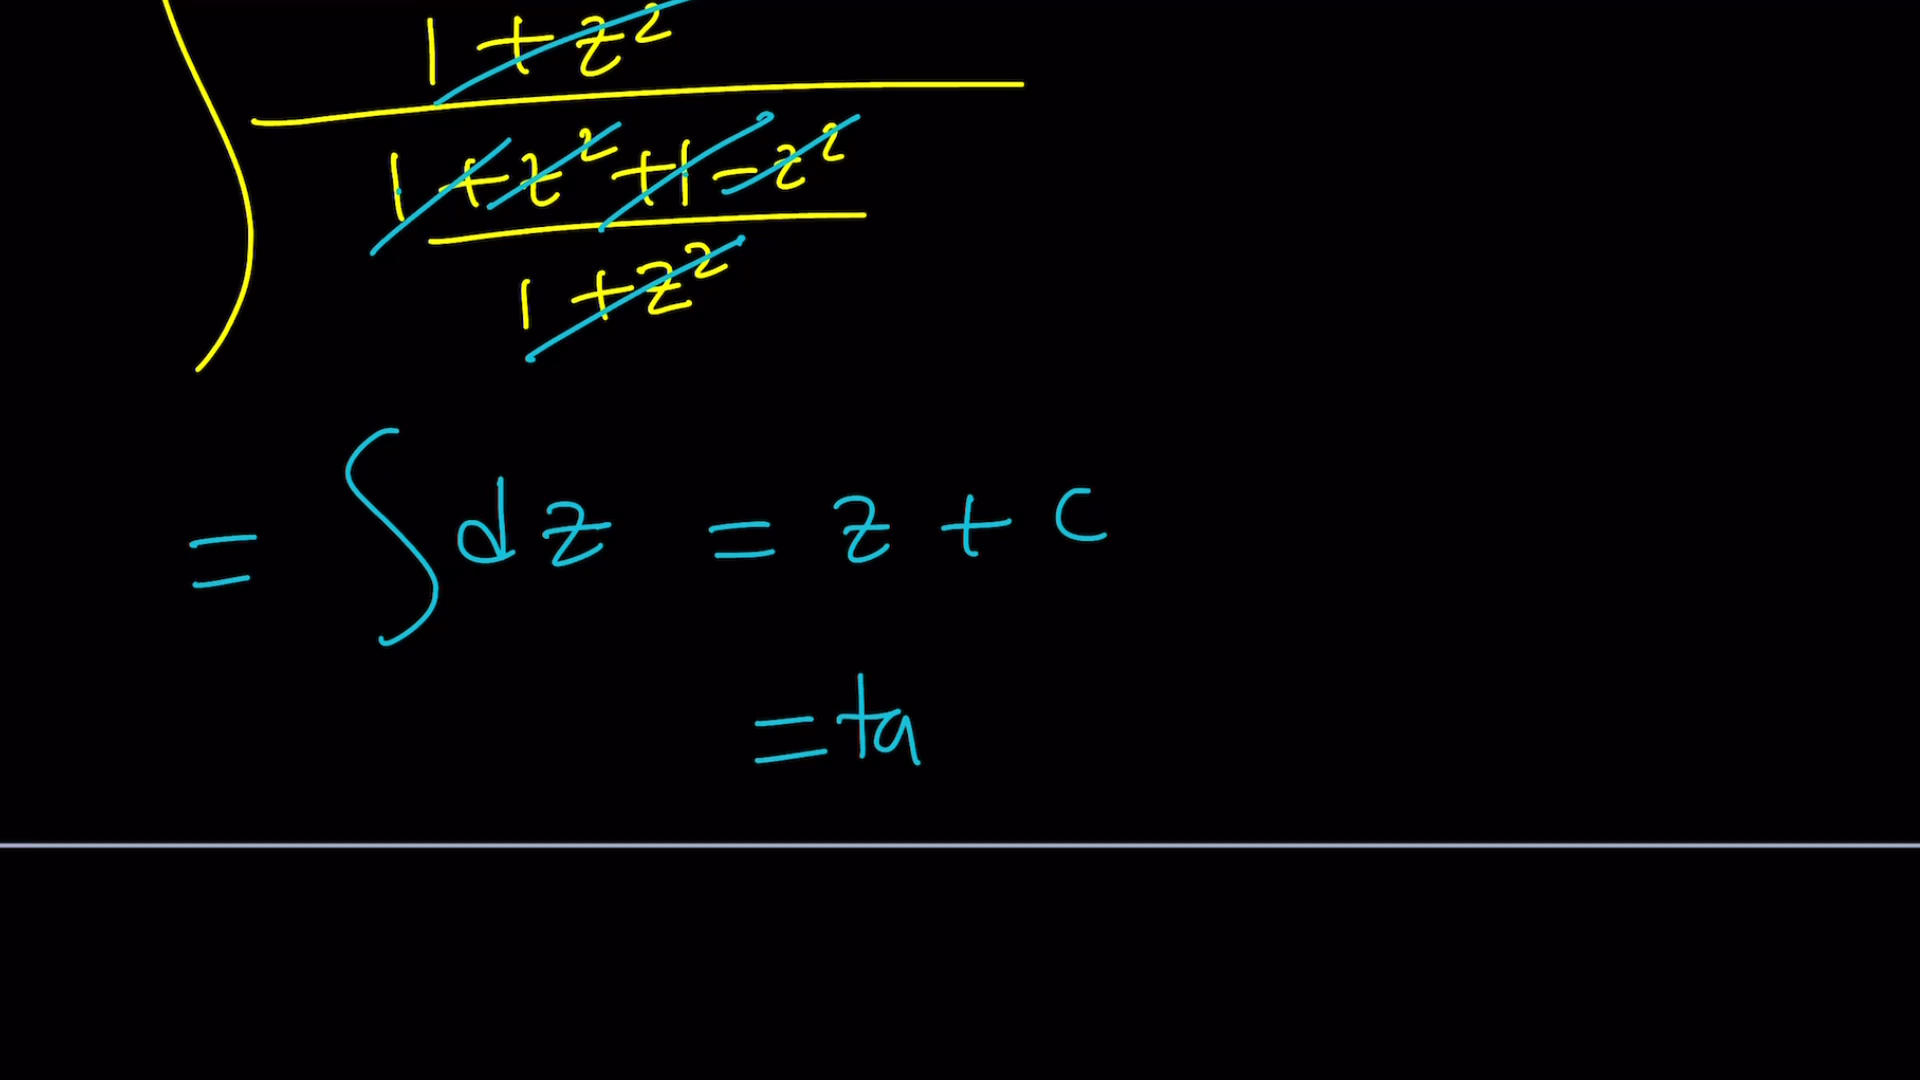 1 + z²
1 + z² + 1 - z²
1 + z²
= ∫ dz = z + c
= ta